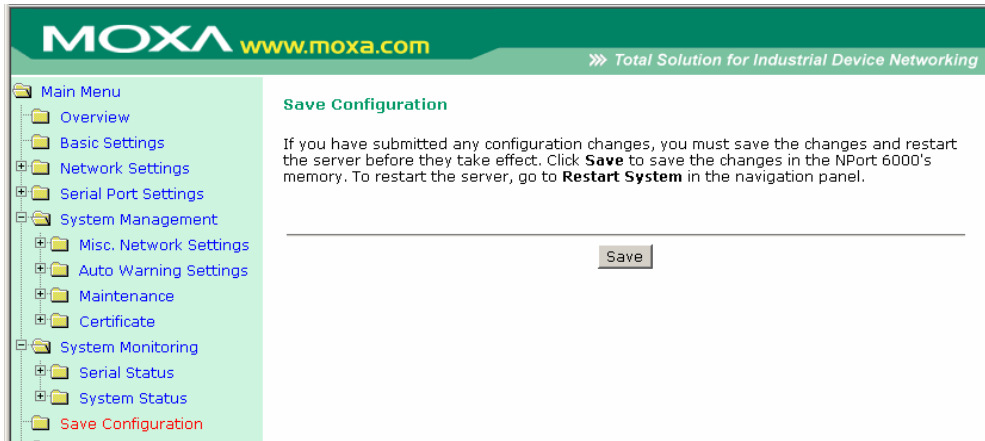 MOXA www.moxa.com
Total Solution for Industrial Device Networking
Main Menu
Overview
Basic Settings
Network Settings
Serial Port Settings
System Management
Misc. Network Settings
Auto Warning Settings
Maintenance
Certificate
System Monitoring
Serial Status
System Status
Save Configuration
Save Configuration
If you have submitted any configuration changes, you must save the changes and restart
the server before they take effect. Click Save to save the changes in the NPort 6000's
memory. To restart the server, go to Restart System in the navigation panel.
Save